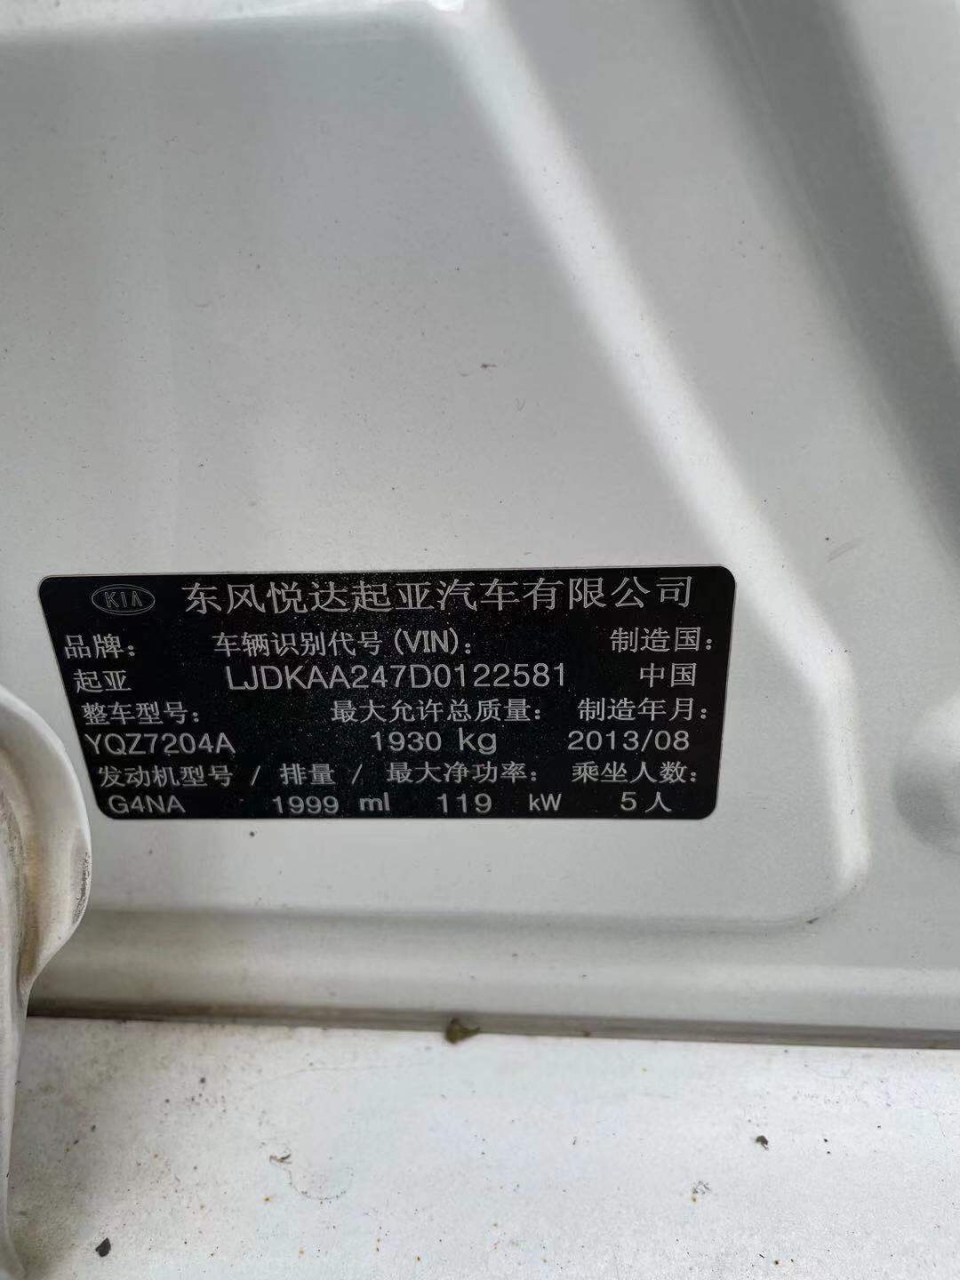 KIA 东风悦达起亚汽车有限公司
品牌: 车辆识别代号(VIN): 制造国:
起亚 LJDKAA247D0122581 中国
整车型号: 最大允许总质量: 制造年月:
YQZ7204A 1930 kg 2013/08
发动机型号 / 排量 / 最大净功率: 乘坐人数:
G4NA 1999 ml 119 kW 5人